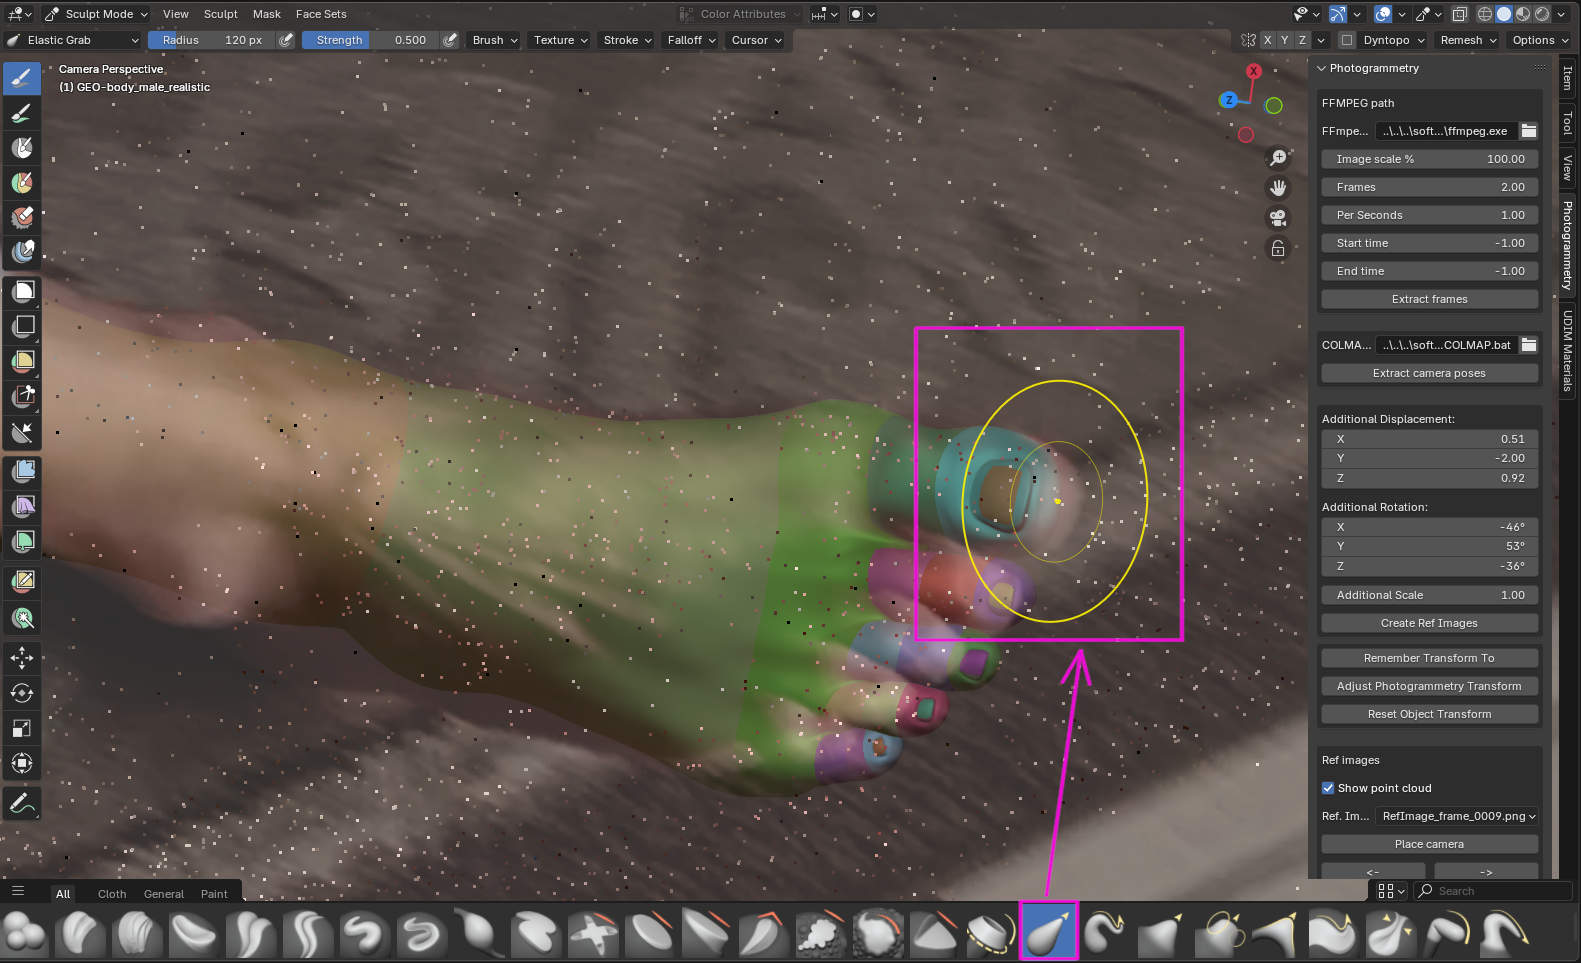 Sculpt Mode View Sculpt Mask Face Sets Color Attributes
Elastic Grab Radius 120 px Strength 0.500 Brush Texture Stroke Falloff Cursor X Y Z Dyntopo Remesh Options
Camera Perspective
(1) GEO-body_male_realistic
X
Z
Photogrammetry
FFMPEG path
FFmpe... ..\..\..\soft...\ffmpeg.exe
Image scale % 100.00
Frames 2.00
Per Seconds 1.00
Start time -1.00
End time -1.00
Extract frames
COLMA... ..\..\..\soft...COLMAP.bat
Extract camera poses
Additional Displacement:
X 0.51
Y -2.00
Z 0.92
Additional Rotation:
X -46°
Y 53°
Z -36°
Additional Scale 1.00
Create Ref Images
Remember Transform To
Adjust Photogrammetry Transform
Reset Object Transform
Ref images
Show point cloud
Ref. Im... RefImage_frame_0009.png
Place camera
<- ->
Item
Tool
View
Photogrammetry
UDIM Materials
All Cloth General Paint Search